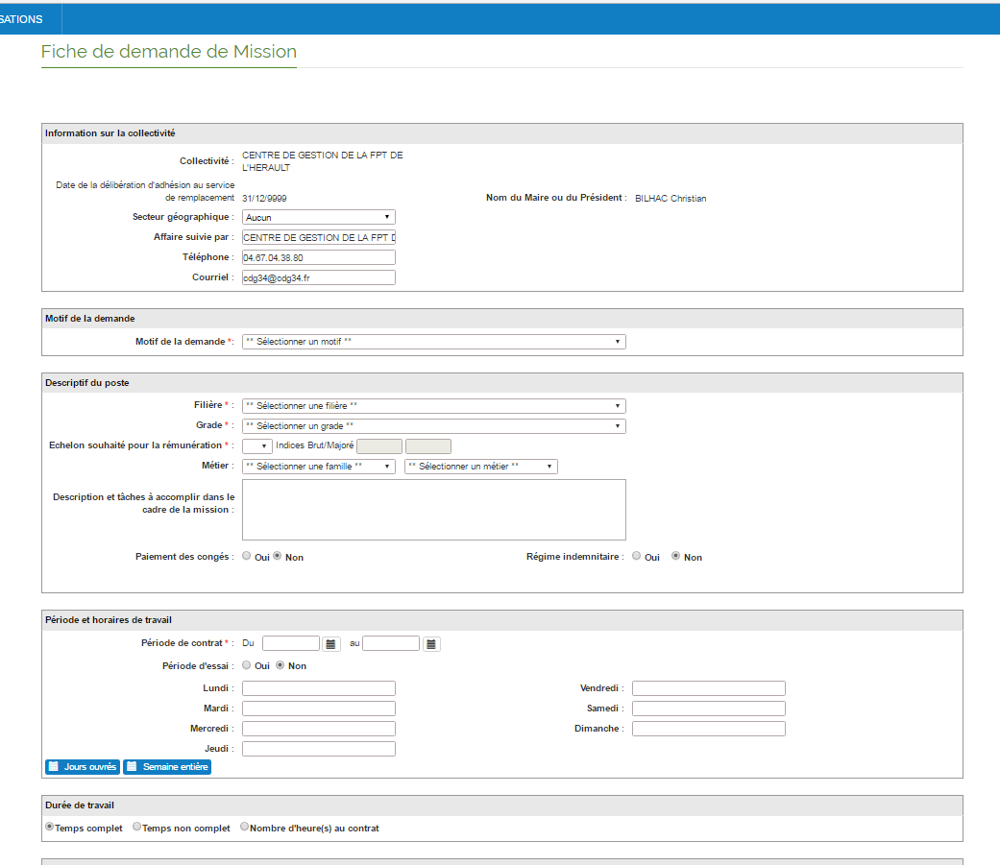 SATIONS
Fiche de demande de Mission
Information sur la collectivité
Collectivité : CENTRE DE GESTION DE LA FPT DE
L'HERAULT
Date de la délibération d'adhésion au service
de remplacement 31/12/9999 Nom du Maire ou du Président : BILHAC Christian
Secteur géographique : Aucun
Affaire suivie par : CENTRE DE GESTION DE LA FPT D
Téléphone : 04.67.04.38.80
Courriel : cdg34@cdg34.fr
Motif de la demande
Motif de la demande *: ** Sélectionner un motif **
Descriptif du poste
Filière * : ** Sélectionner une filière **
Grade * : ** Sélectionner un grade **
Echelon souhaité pour la rémunération * : Indices Brut/Majoré
Métier : ** Sélectionner une famille ** ** Sélectionner un métier **
Description et tâches à accomplir dans le
cadre de la mission :
Paiement des congés : Oui Non Régime indemnitaire : Oui Non
Période et horaires de travail
Période de contrat * : Du au
Période d'essai : Oui Non
Lundi : Vendredi :
Mardi : Samedi :
Mercredi : Dimanche :
Jeudi :
Jours ouvrés Semaine entière
Durée de travail
Temps complet Temps non complet Nombre d'heure(s) au contrat